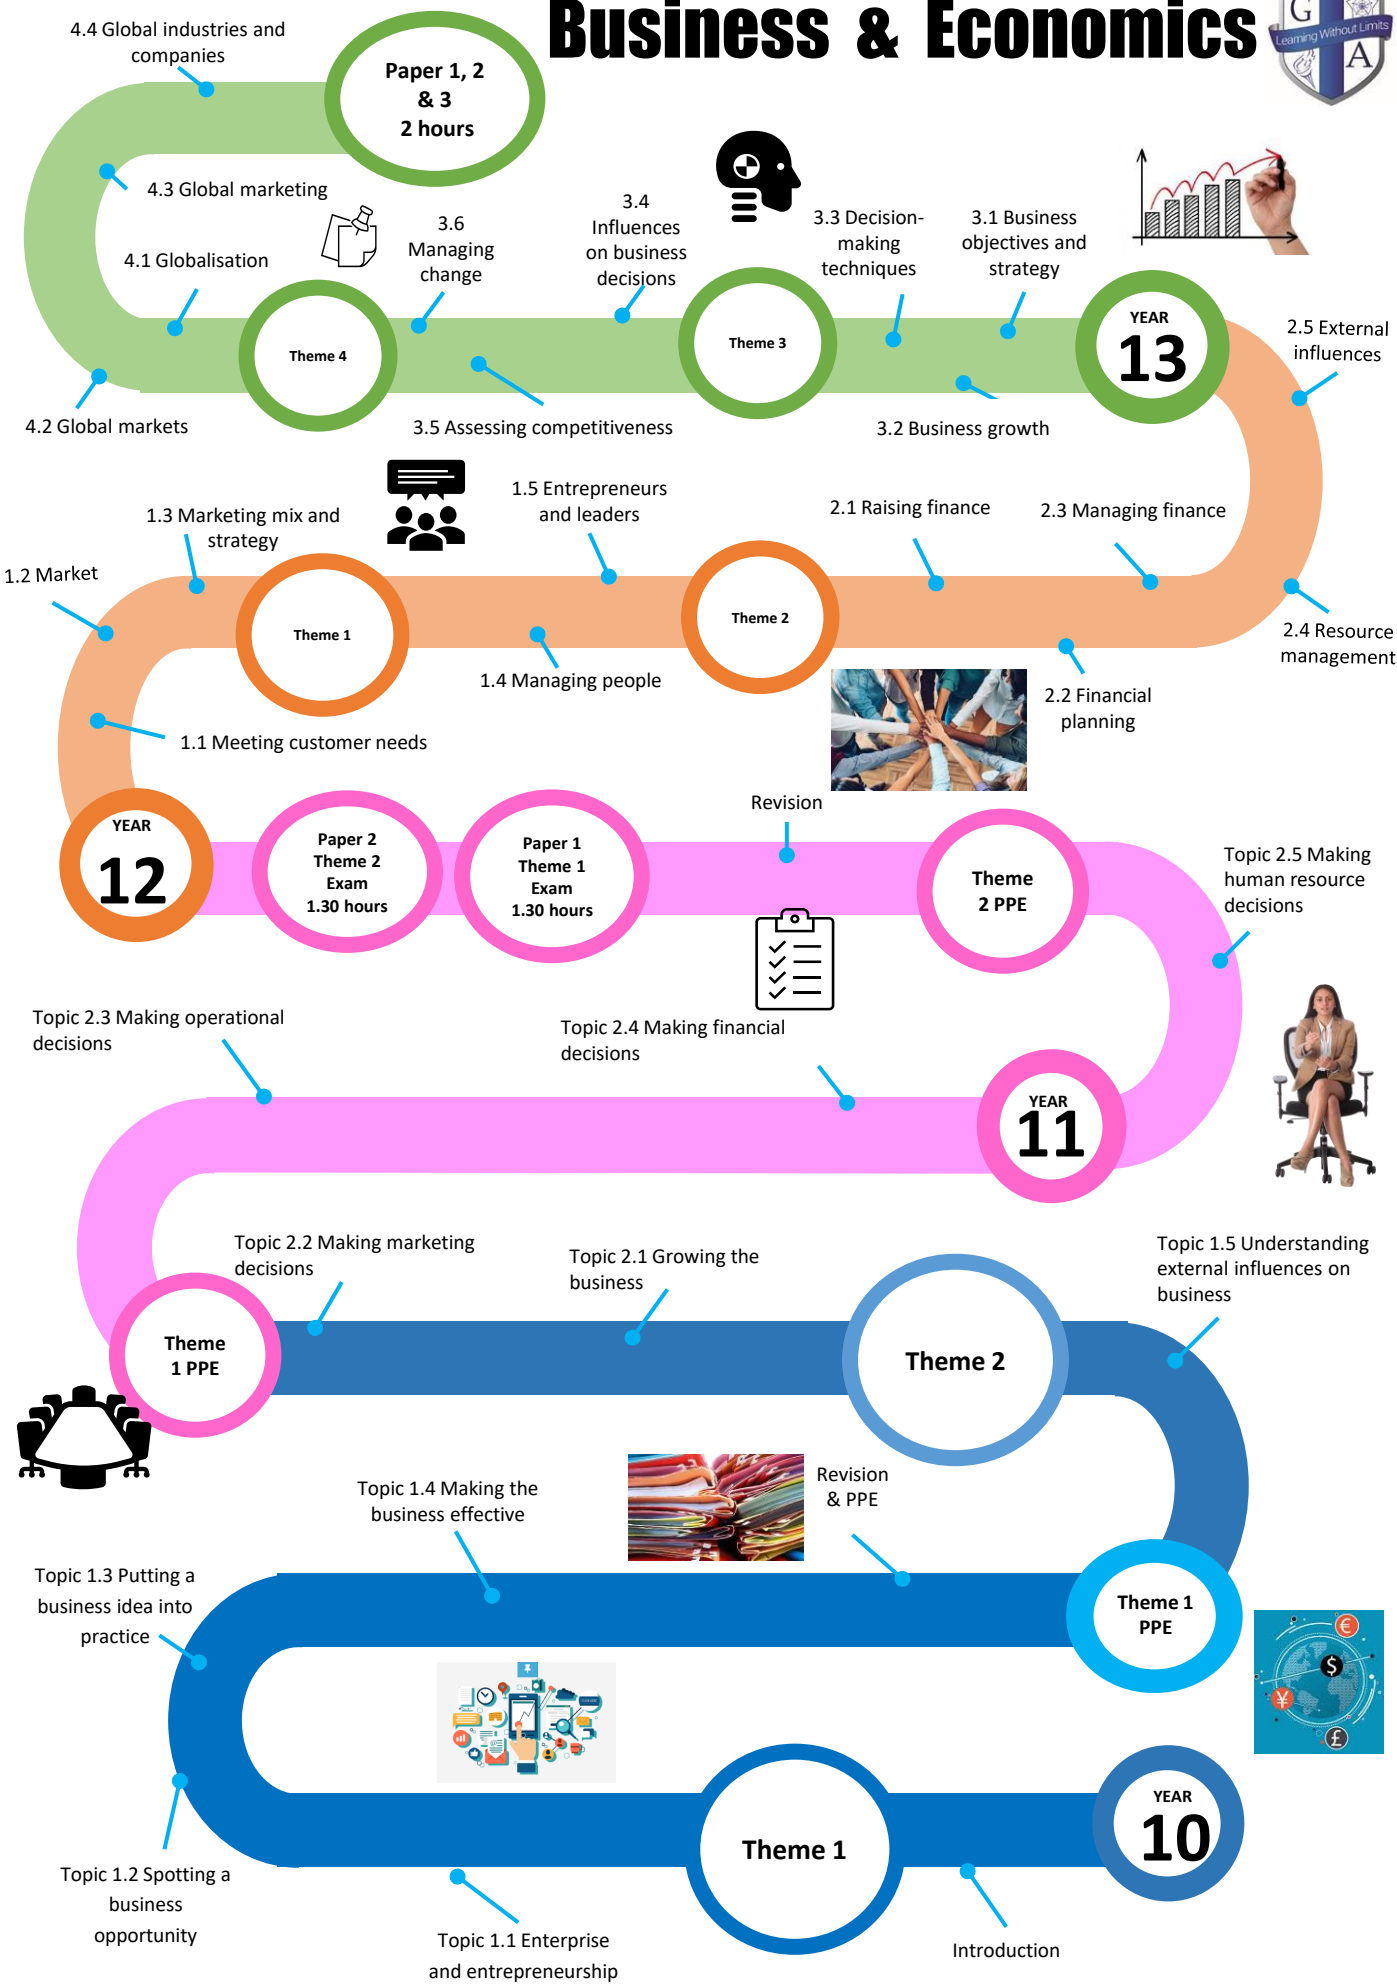 Business & Economics
G
Learning Without Limits
A
4.4 Global industries and
companies
Paper 1, 2
& 3
2 hours
4.3 Global marketing
4.1 Globalisation
3.6
Managing
change
3.4
Influences
on business
decisions
3.3 Decision-
making
techniques
3.1 Business
objectives and
strategy
Theme 4
Theme 3
YEAR
13
2.5 External
influences
4.2 Global markets
3.5 Assessing competitiveness
3.2 Business growth
1.3 Marketing mix and
strategy
1.5 Entrepreneurs
and leaders
2.1 Raising finance
2.3 Managing finance
1.2 Market
Theme 1
Theme 2
2.4 Resource
management
1.4 Managing people
2.2 Financial
planning
1.1 Meeting customer needs
Revision
YEAR
12
Paper 2
Theme 2
Exam
1.30 hours
Paper 1
Theme 1
Exam
1.30 hours
Theme
2 PPE
Topic 2.5 Making
human resource
decisions
Topic 2.3 Making operational
decisions
Topic 2.4 Making financial
decisions
YEAR
11
Topic 2.2 Making marketing
decisions
Topic 2.1 Growing the
business
Topic 1.5 Understanding
external influences on
business
Theme
1 PPE
Theme 2
Topic 1.4 Making the
business effective
Revision
& PPE
Topic 1.3 Putting a
business idea into
practice
Theme 1
PPE
€
$
¥
£
Theme 1
YEAR
10
Topic 1.2 Spotting a
business
opportunity
Topic 1.1 Enterprise
and entrepreneurship
Introduction